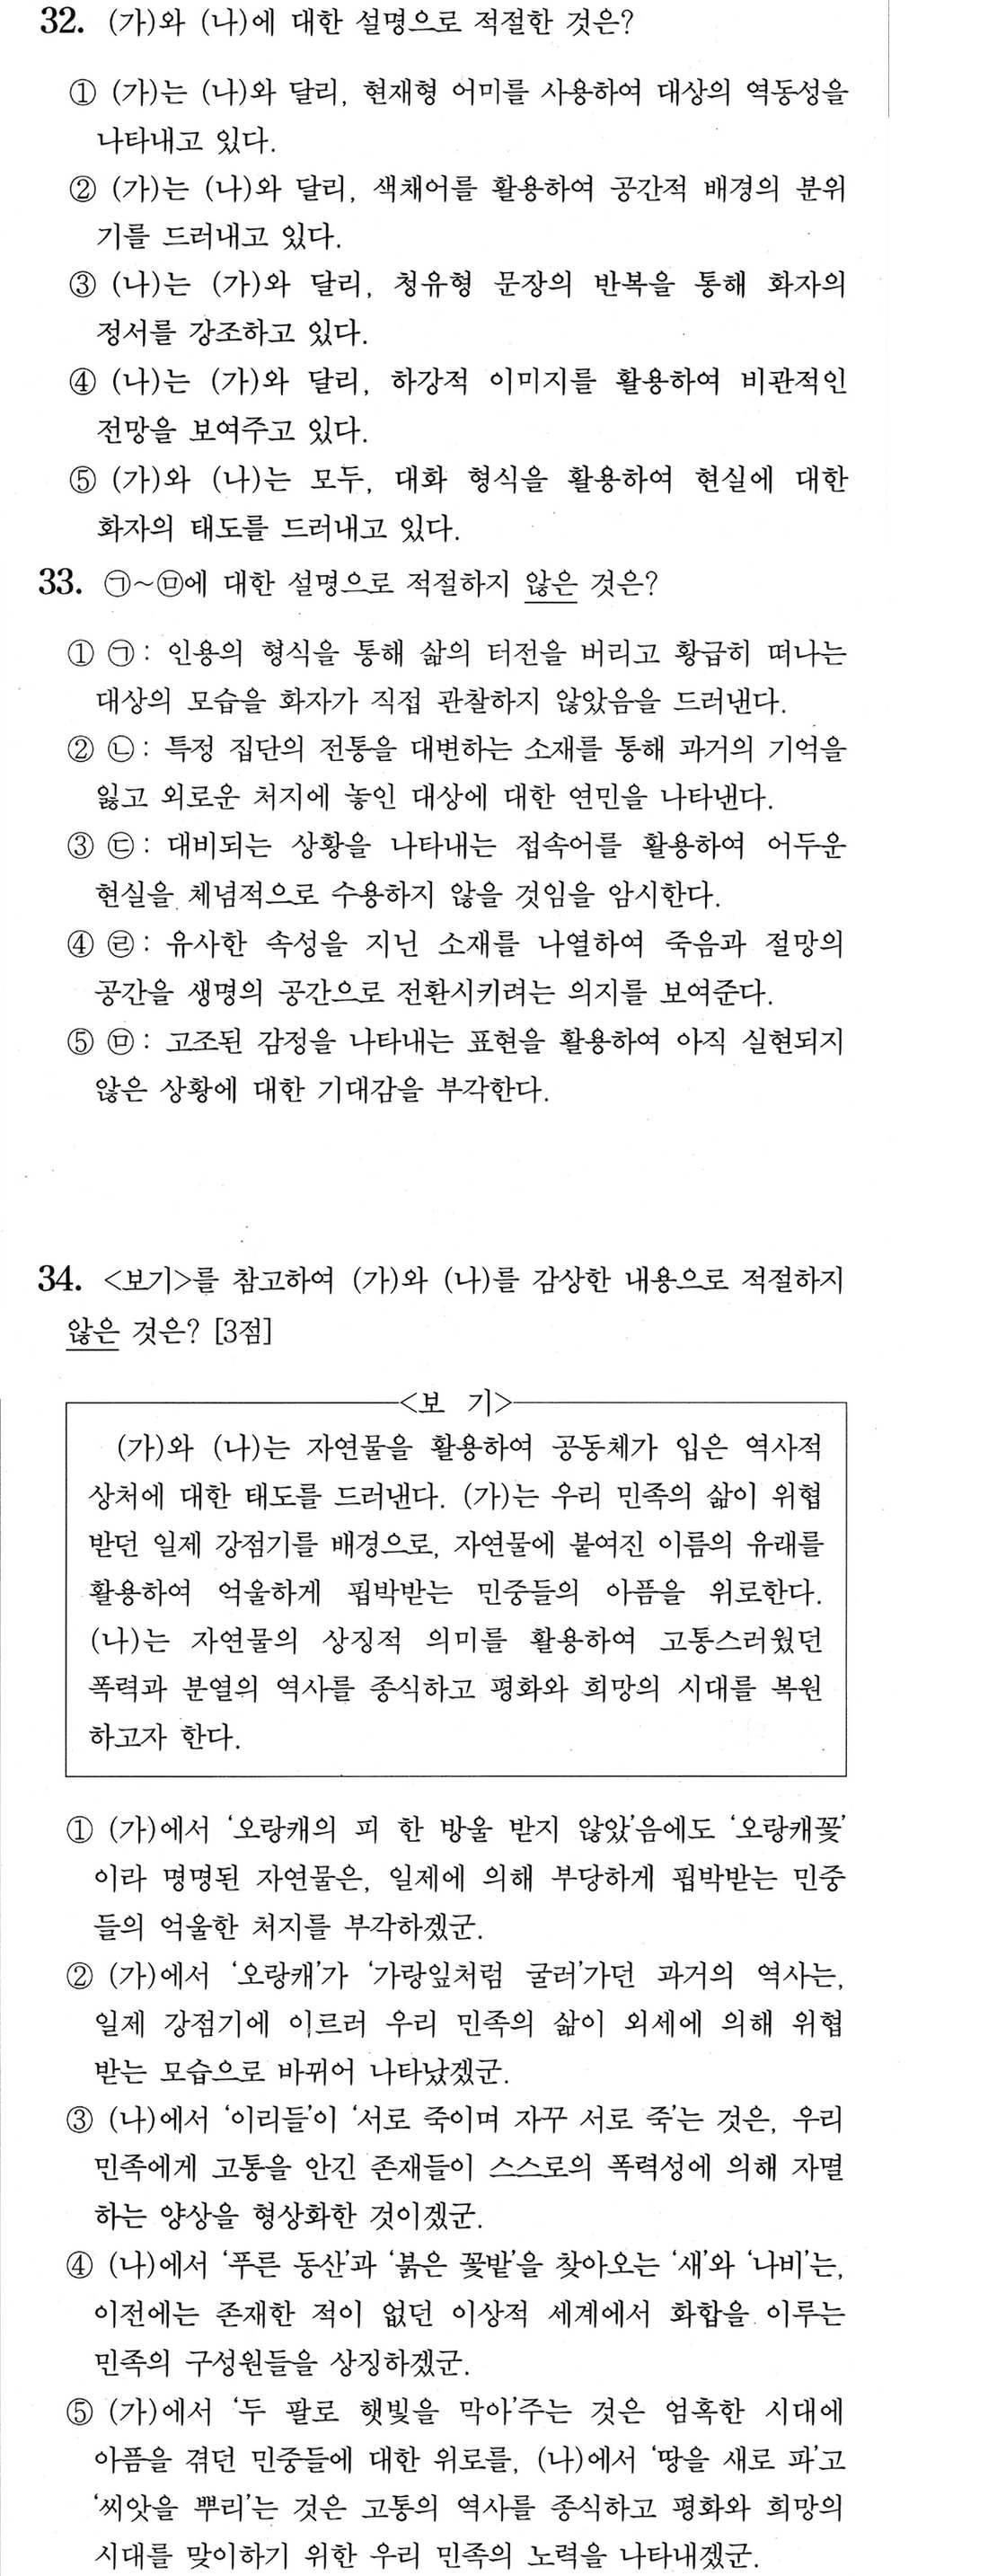 32. (가)와 (나)에 대한 설명으로 적절한 것은?
① (가)는 (나)와 달리, 현재형 어미를 사용하여 대상의 역동성을
나타내고 있다.
② (가)는 (나)와 달리, 색채어를 활용하여 공간적 배경의 분위
기를 드러내고 있다.
③ (나)는 (가)와 달리, 청유형 문장의 반복을 통해 화자의
정서를 강조하고 있다.
④ (나)는 (가)와 달리, 하강적 이미지를 활용하여 비관적인
전망을 보여주고 있다.
⑤ (가)와 (나)는 모두, 대화 형식을 활용하여 현실에 대한
화자의 태도를 드러내고 있다.
33. ㉠~㉤에 대한 설명으로 적절하지 않은 것은?
① ㉠: 인용의 형식을 통해 삶의 터전을 버리고 황급히 떠나는
대상의 모습을 화자가 직접 관찰하지 않았음을 드러낸다.
② ㉡: 특정 집단의 전통을 대변하는 소재를 통해 과거의 기억을
잃고 외로운 처지에 놓인 대상에 대한 연민을 나타낸다.
③ ㉢: 대비되는 상황을 나타내는 접속어를 활용하여 어두운
현실을 체념적으로 수용하지 않을 것임을 암시한다.
④ ㉣: 유사한 속성을 지닌 소재를 나열하여 죽음과 절망의
공간을 생명의 공간으로 전환시키려는 의지를 보여준다.
⑤ ㉤: 고조된 감정을 나타내는 표현을 활용하여 아직 실현되지
않은 상황에 대한 기대감을 부각한다.
34. <보기>를 참고하여 (가)와 (나)를 감상한 내용으로 적절하지
않은 것은? [3점]
<보 기>
(가)와 (나)는 자연물을 활용하여 공동체가 입은 역사적
상처에 대한 태도를 드러낸다. (가)는 우리 민족의 삶이 위협
받던 일제 강점기를 배경으로, 자연물에 붙여진 이름의 유래를
활용하여 억울하게 핍박받는 민중들의 아픔을 위로한다.
(나)는 자연물의 상징적 의미를 활용하여 고통스러웠던
폭력과 분열의 역사를 종식하고 평화와 희망의 시대를 복원
하고자 한다.
① (가)에서 '오랑캐의 피 한 방울 받지 않았'음에도 '오랑캐꽃'
이라 명명된 자연물은, 일제에 의해 부당하게 핍박받는 민중
들의 억울한 처지를 부각하겠군.
② (가)에서 '오랑캐'가 '가랑잎처럼 굴러'가던 과거의 역사는,
일제 강점기에 이르러 우리 민족의 삶이 외세에 의해 위협
받는 모습으로 바뀌어 나타났겠군.
③ (나)에서 '이리들'이 '서로 죽이며 자꾸 서로 죽'는 것은, 우리
민족에게 고통을 안긴 존재들이 스스로의 폭력성에 의해 자멸
하는 양상을 형상화한 것이겠군.
④ (나)에서 '푸른 동산'과 '붉은 꽃밭'을 찾아오는 '새'와 '나비'는,
이전에는 존재한 적이 없던 이상적 세계에서 화합을 이루는
민족의 구성원들을 상징하겠군.
⑤ (가)에서 '두 팔로 햇빛을 막아'주는 것은 엄혹한 시대에
아픔을 겪던 민중들에 대한 위로를, (나)에서 '땅을 새로 파'고
'씨앗을 뿌리'는 것은 고통의 역사를 종식하고 평화와 희망의
시대를 맞이하기 위한 우리 민족의 노력을 나타내겠군.